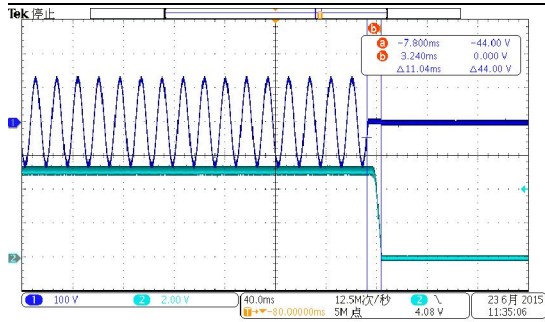 Tek 停止
b
a -7.800ms -44.00 V
b 3.240ms 0.000 V
△11.04ms △44.00 V
1
2
1 100 V 2 2.00 V 40.0ms 12.5M次/秒 2 4.08 V
T→▼-80.00000ms 5M 点
23 6月 2015
11:35:06